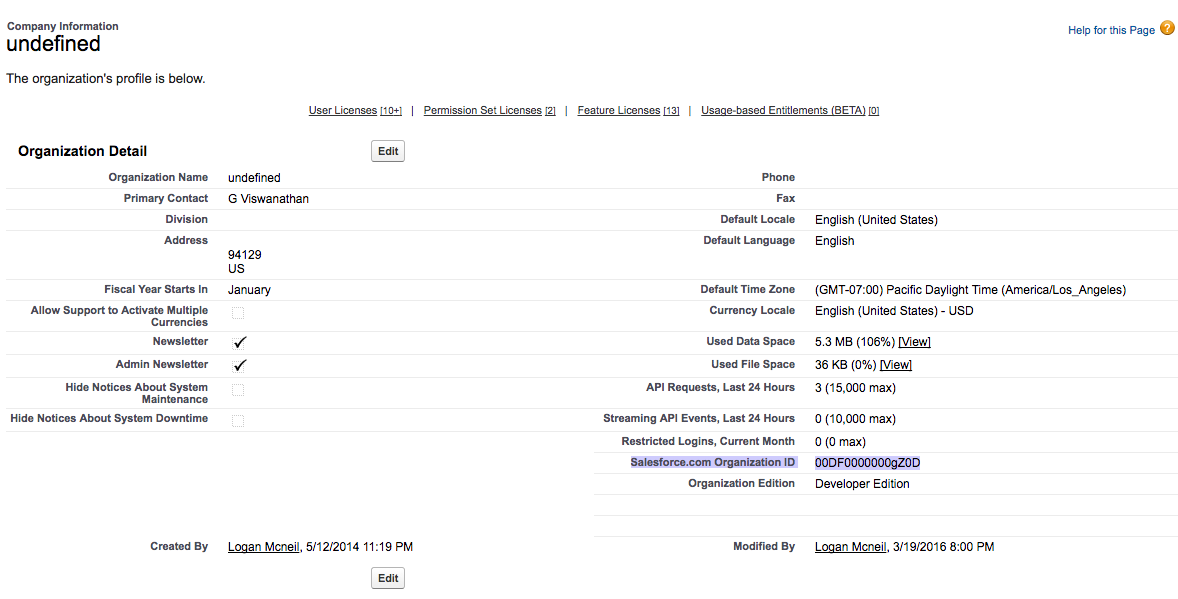 Company Information
undefined
Help for this Page ?
The organization's profile is below.
User Licenses [10+] | Permission Set Licenses [2] | Feature Licenses [13] | Usage-based Entitlements (BETA) [0]
Organization Detail
Edit
Organization Name undefined
Phone
Primary Contact G Viswanathan
Fax
Division
Default Locale English (United States)
Address
94129
US
Default Language English
Fiscal Year Starts In January
Default Time Zone (GMT-07:00) Pacific Daylight Time (America/Los_Angeles)
Allow Support to Activate Multiple
Currencies
Currency Locale English (United States) - USD
Newsletter
Used Data Space 5.3 MB (106%) [View]
Admin Newsletter
Used File Space 36 KB (0%) [View]
Hide Notices About System
Maintenance
API Requests, Last 24 Hours 3 (15,000 max)
Hide Notices About System Downtime
Streaming API Events, Last 24 Hours 0 (10,000 max)
Restricted Logins, Current Month 0 (0 max)
Salesforce.com Organization ID 00DF0000000gZ0D
Organization Edition Developer Edition
Created By Logan Mcneil, 5/12/2014 11:19 PM
Modified By Logan Mcneil, 3/19/2016 8:00 PM
Edit